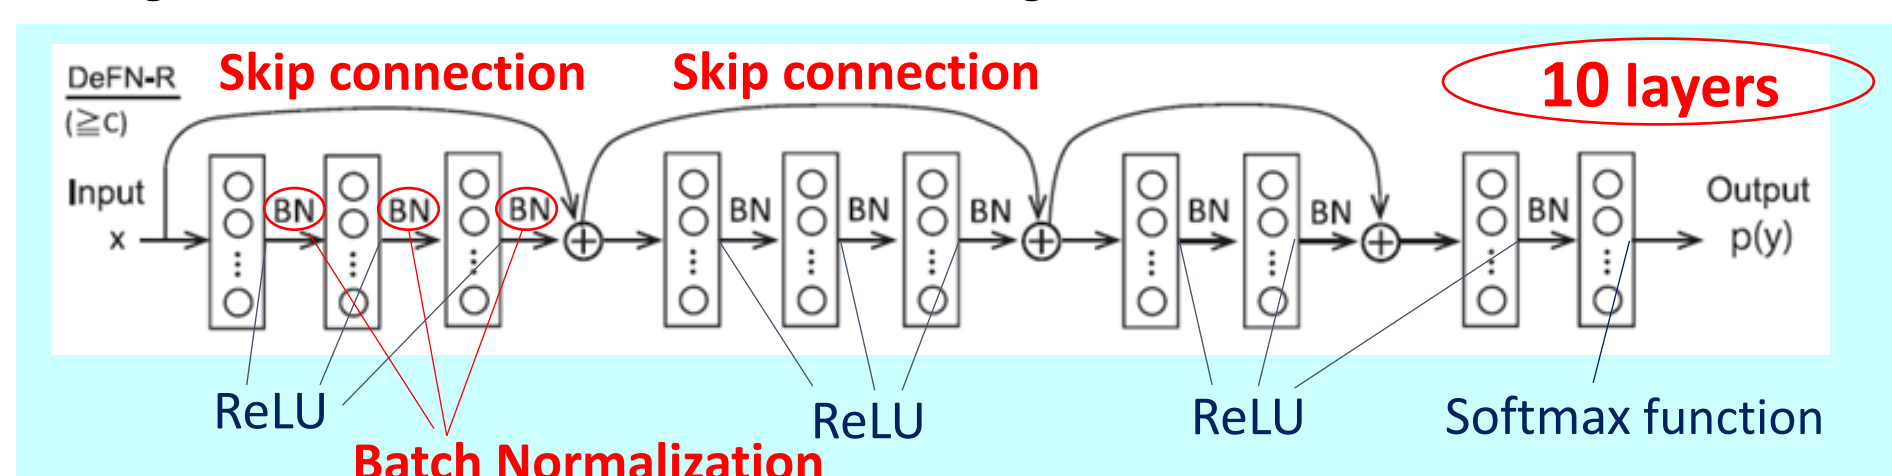 DeFN-R
(≧C)
Skip connection
Skip connection
10 layers
Input
x
BN
BN
BN
BN
BN
BN
BN
BN
BN
Output
p(y)
ReLU
ReLU
ReLU
Softmax function
Batch Normalization